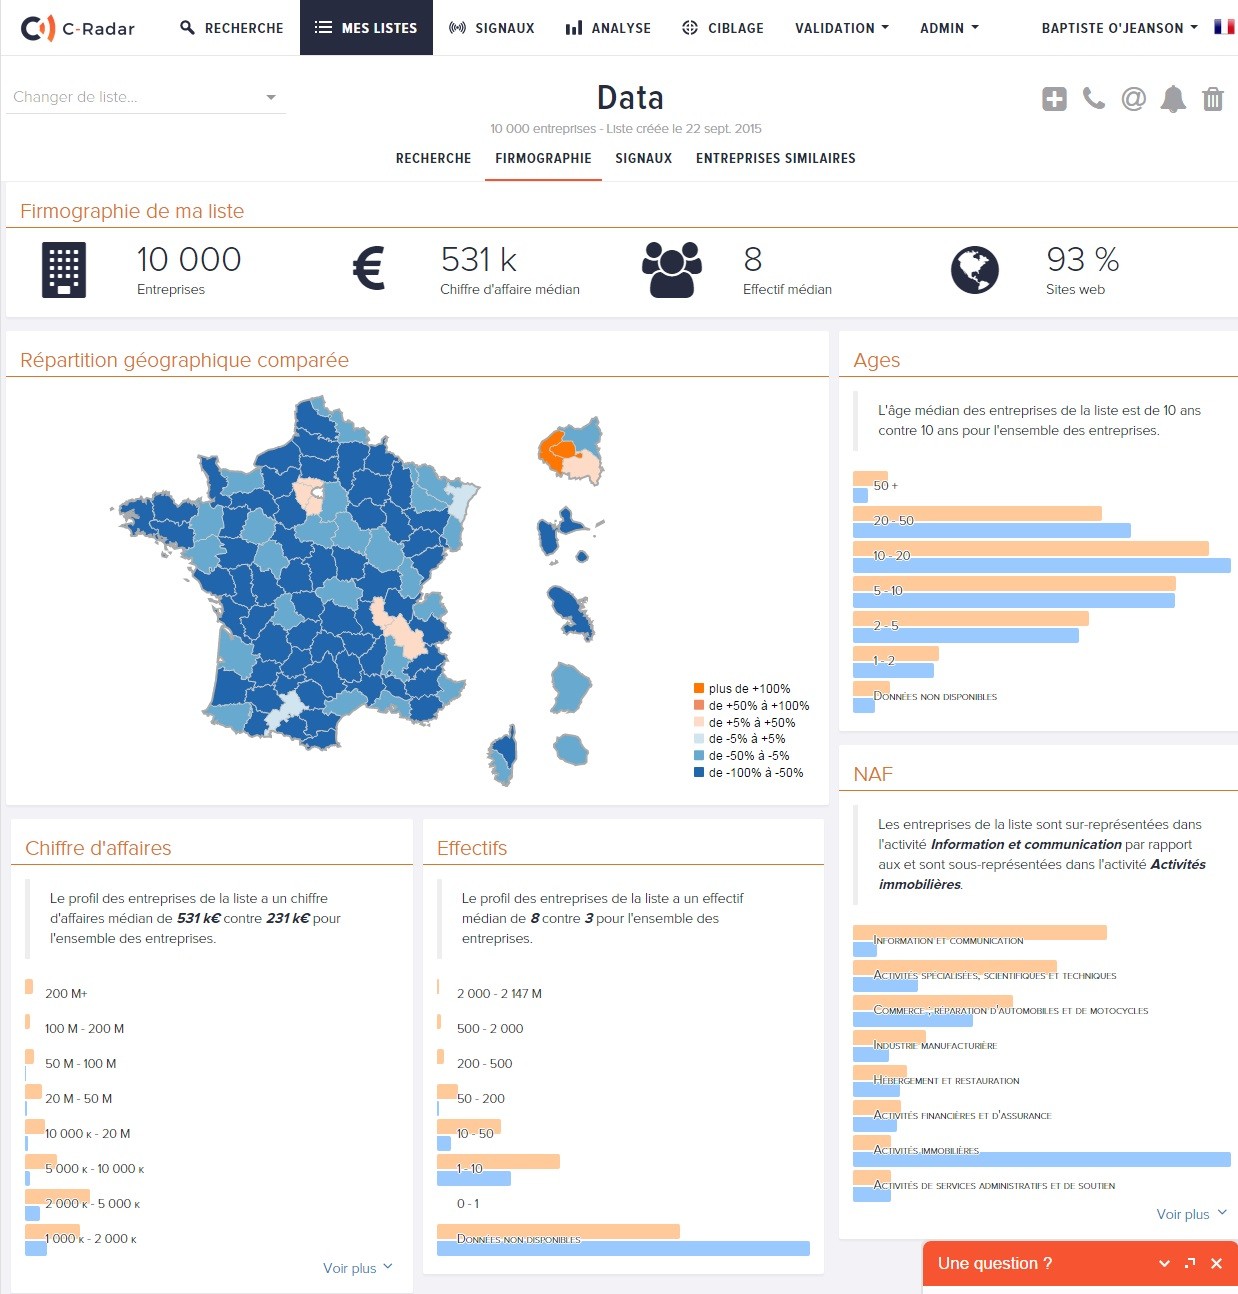 C-Radar
RECHERCHE
MES LISTES
SIGNAUX
ANALYSE
CIBLAGE
VALIDATION
ADMIN
BAPTISTE O'JEANSON
Changer de liste...
Data
10 000 entreprises - Liste créée le 22 sept. 2015
RECHERCHE
FIRMOGRAPHIE
SIGNAUX
ENTREPRISES SIMILAIRES
Firmographie de ma liste
10 000
Entreprises
€
531 k
Chiffre d'affaire médian
8
Effectif médian
93 %
Sites web
Répartition géographique comparée
plus de +100%
de +50% à +100%
de +5% à +50%
de -5% à +5%
de -50% à -5%
de -100% à -50%
Ages
L'âge médian des entreprises de la liste est de 10 ans
contre 10 ans pour l'ensemble des entreprises.
50 +
20 - 50
10 - 20
5 - 10
2 - 5
1 - 2
Données non disponibles
NAF
Les entreprises de la liste sont sur-représentées dans
l'activité Information et communication par rapport
aux et sont sous-représentées dans l'activité Activités
immobilières.
Information et communication
Activités spécialisées, scientifiques et techniques
Commerce ; réparation d'automobiles et de motocycles
Industrie manufacturière
Hébergement et restauration
Activités financières et d'assurance
Activités immobilières
Activités de services administratifs et de soutien
Voir plus
Chiffre d'affaires
Le profil des entreprises de la liste a un chiffre
d'affaires médian de 531 k€ contre 231 k€ pour
l'ensemble des entreprises.
200 M+
100 M - 200 M
50 M - 100 M
20 M - 50 M
10 000 k - 20 M
5 000 k - 10 000 k
2 000 k - 5 000 k
1 000 k - 2 000 k
Voir plus
Effectifs
Le profil des entreprises de la liste a un effectif
médian de 8 contre 3 pour l'ensemble des
entreprises.
2 000 - 2 147 M
500 - 2 000
200 - 500
50 - 200
10 - 50
1 - 10
0 - 1
Données non disponibles
Une question ?